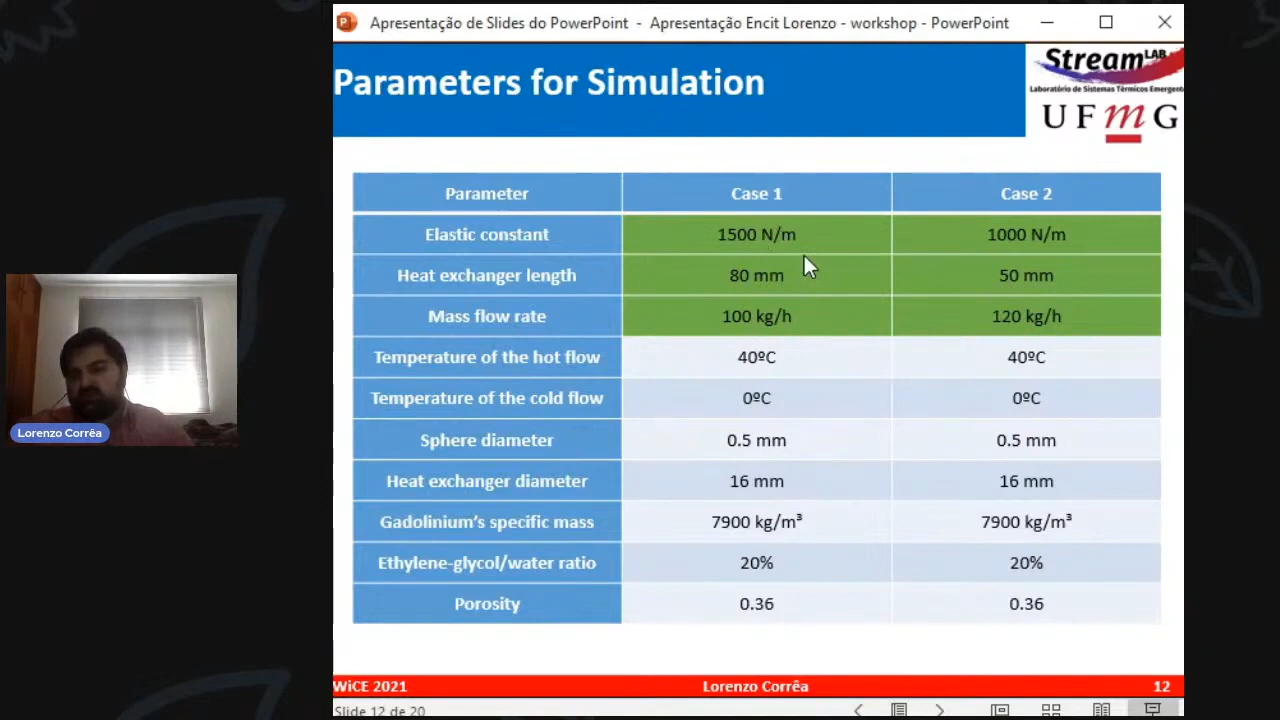 Apresentação de Slides do PowerPoint - Apresentação Encit Lorenzo - workshop - PowerPoint
Parameters for Simulation
Stream LAB
Laboratório de Sistemas Térmicos Emergent
UFmG
Parameter Case 1 Case 2
Elastic constant 1500 N/m 1000 N/m
Heat exchanger length 80 mm 50 mm
Mass flow rate 100 kg/h 120 kg/h
Temperature of the hot flow 40ºC 40ºC
Temperature of the cold flow 0ºC 0ºC
Sphere diameter 0.5 mm 0.5 mm
Heat exchanger diameter 16 mm 16 mm
Gadolinium’s specific mass 7900 kg/m³ 7900 kg/m³
Ethylene-glycol/water ratio 20% 20%
Porosity 0.36 0.36
Lorenzo Corrêa
WiCE 2021 Lorenzo Corrêa 12
Slide 12 de 20